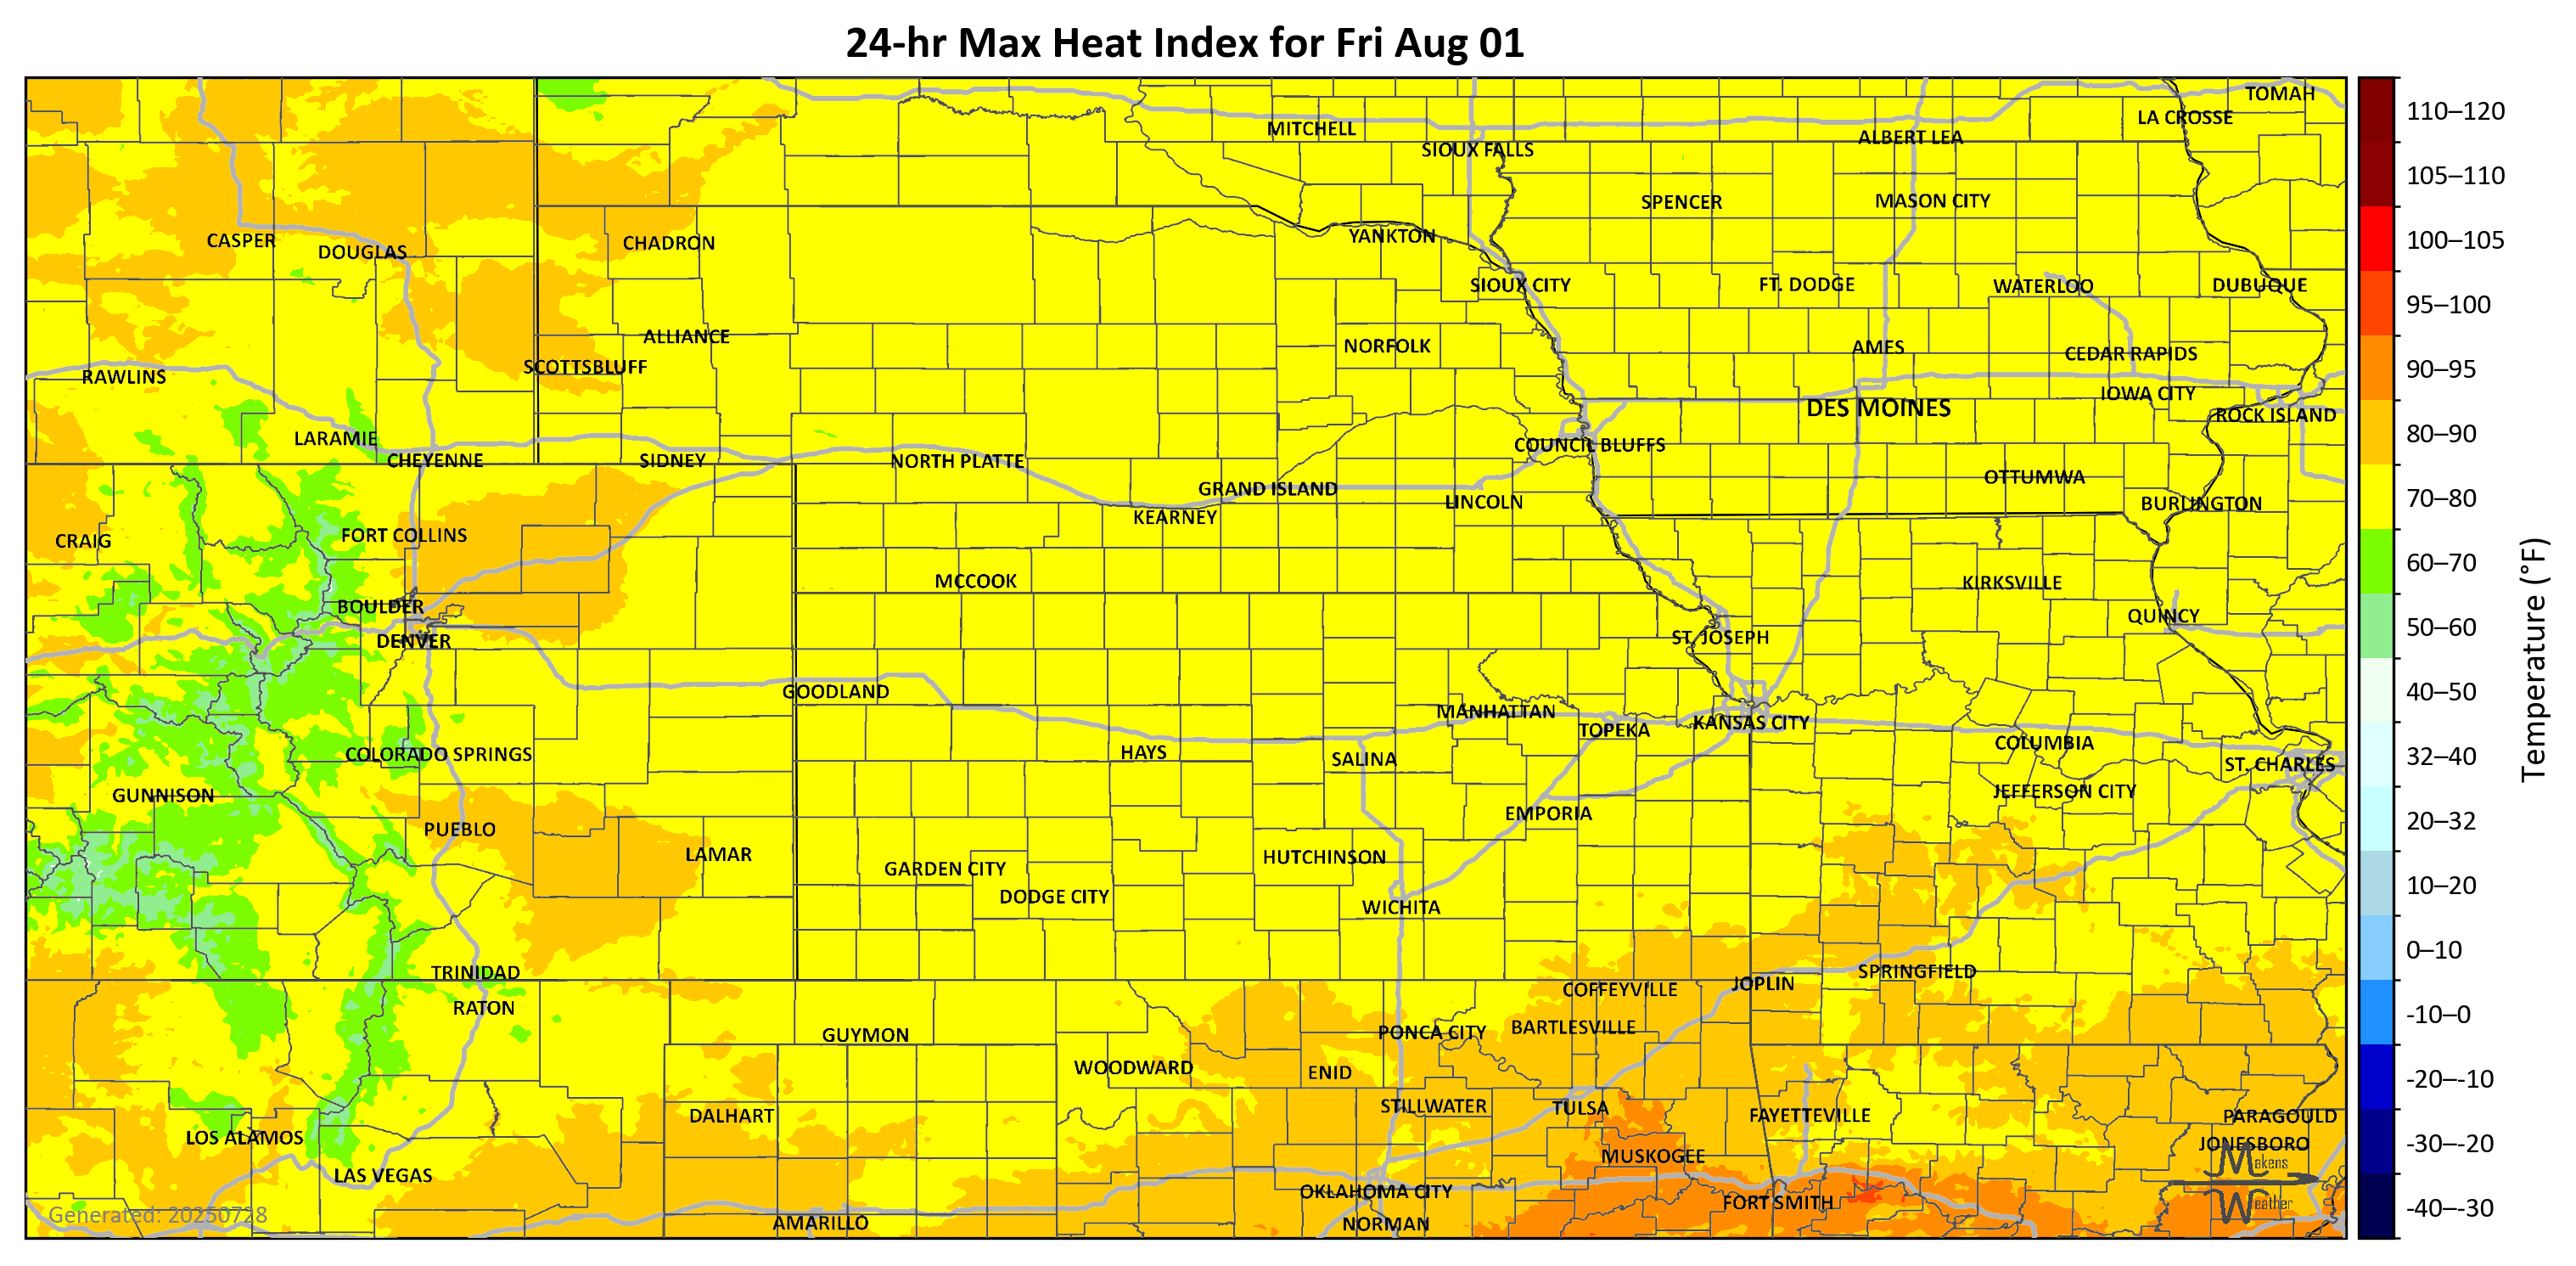 24-hr Max Heat Index for Fri Aug 01
TOMAH
LA CROSSE
MITCHELL
ALBERT LEA
SIOUX FALLS
SPENCER
MASON CITY
CASPER
DOUGLAS
CHADRON
YANKTON
SIOUX CITY
FT. DODGE
WATERLOO
DUBUQUE
ALLIANCE
NORFOLK
AMES
CEDAR RAPIDS
SCOTTSBLUFF
RAWLINS
IOWA CITY
DES MOINES
ROCK ISLAND
LARAMIE
COUNCIL BLUFFS
CHEYENNE
SIDNEY
NORTH PLATTE
OTTUMWA
GRAND ISLAND
LINCOLN
BURLINGTON
KEARNEY
FORT COLLINS
CRAIG
MCCOOK
KIRKSVILLE
BOULDER
QUINCY
DENVER
ST. JOSEPH
GOODLAND
MANHATTAN
TOPEKA
KANSAS CITY
COLORADO SPRINGS
HAYS
SALINA
COLUMBIA
ST. CHARLES
GUNNISON
JEFFERSON CITY
EMPORIA
PUEBLO
LAMAR
GARDEN CITY
HUTCHINSON
DODGE CITY
WICHITA
TRINIDAD
SPRINGFIELD
JOPLIN
COFFEYVILLE
RATON
GUYMON
PONCA CITY
BARTLESVILLE
WOODWARD
ENID
DALHART
STILLWATER
TULSA
FAYETTEVILLE
PARAGOULD
LOS ALAMOS
JONESBORO
MUSKOGEE
LAS VEGAS
OKLAHOMA CITY
FORT SMITH
AMARILLO
NORMAN
Makens
Weather
Generated: 20250728
110–120
105–110
100–105
95–100
90–95
80–90
70–80
60–70
50–60
40–50
32–40
20–32
10–20
0–10
-10–0
-20–-10
-30–-20
-40–-30
Temperature (°F)